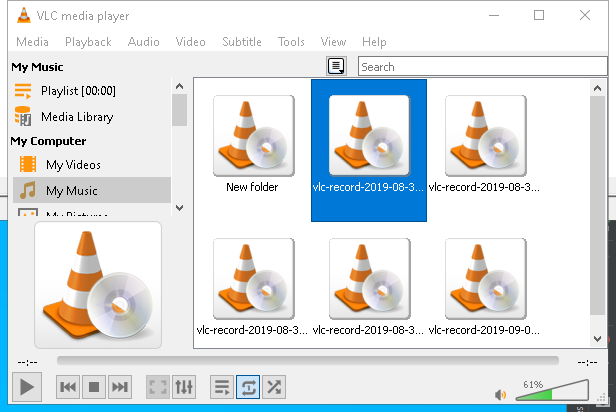 VLC media player
Media Playback Audio Video Subtitle Tools View Help
My Music
Search
Playlist [00:00]
Media Library
My Computer
My Videos
My Music
My Pictures
New folder
vlc-record-2019-08-3...
vlc-record-2019-08-3...
vlc-record-2019-08-3...
vlc-record-2019-08-3...
vlc-record-2019-09-0...
--:-- --:--
61%